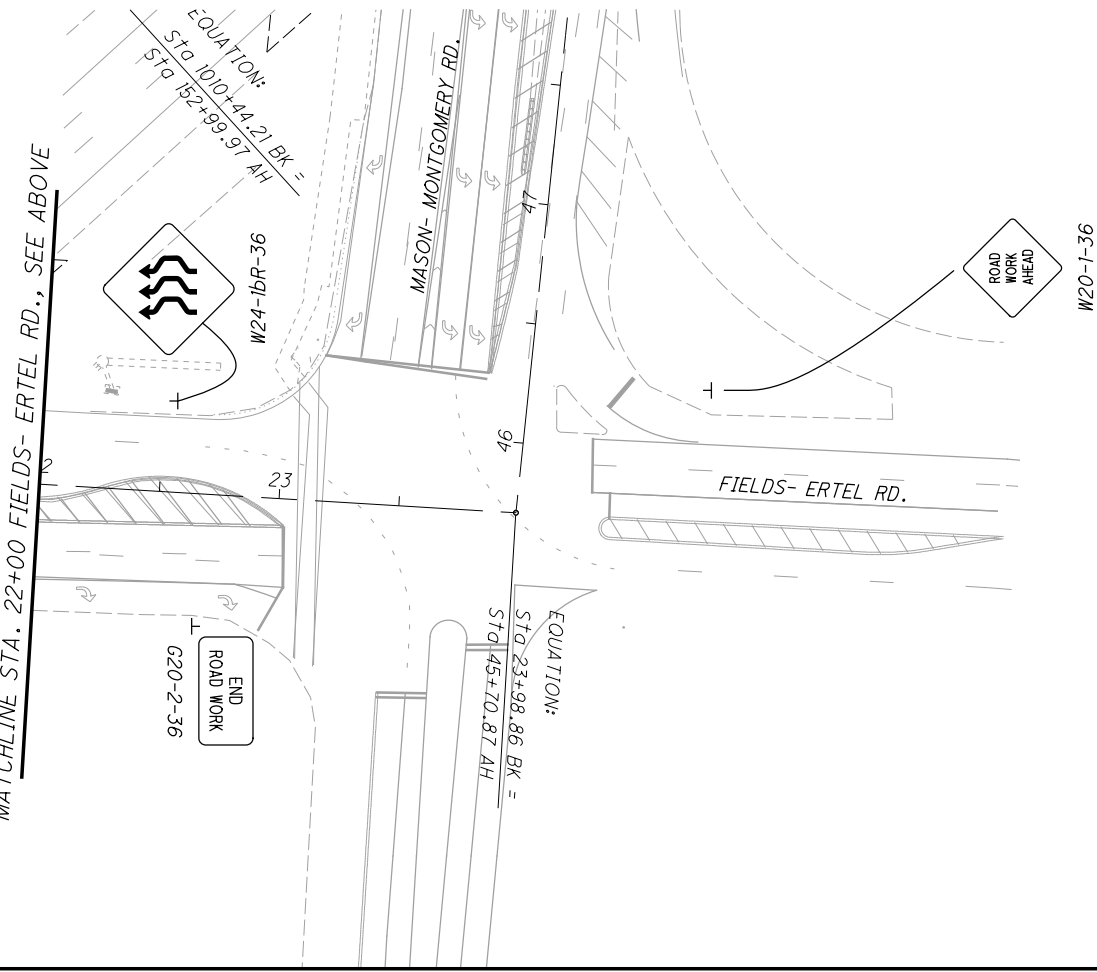 EQUATION:
Sta 1010+44.21 BK =
Sta 152+99.97 AH
MASON-MONTGOMERY RD.
47
46
W24-1bR-36
ROAD
WORK
AHEAD
W20-1-36
MATCHLINE STA. 22+00 FIELDS-ERTEL RD., SEE ABOVE
2
23
FIELDS-ERTEL RD.
EQUATION:
Sta 23+98.86 BK =
Sta 45+70.87 AH
END
ROAD WORK
G20-2-36